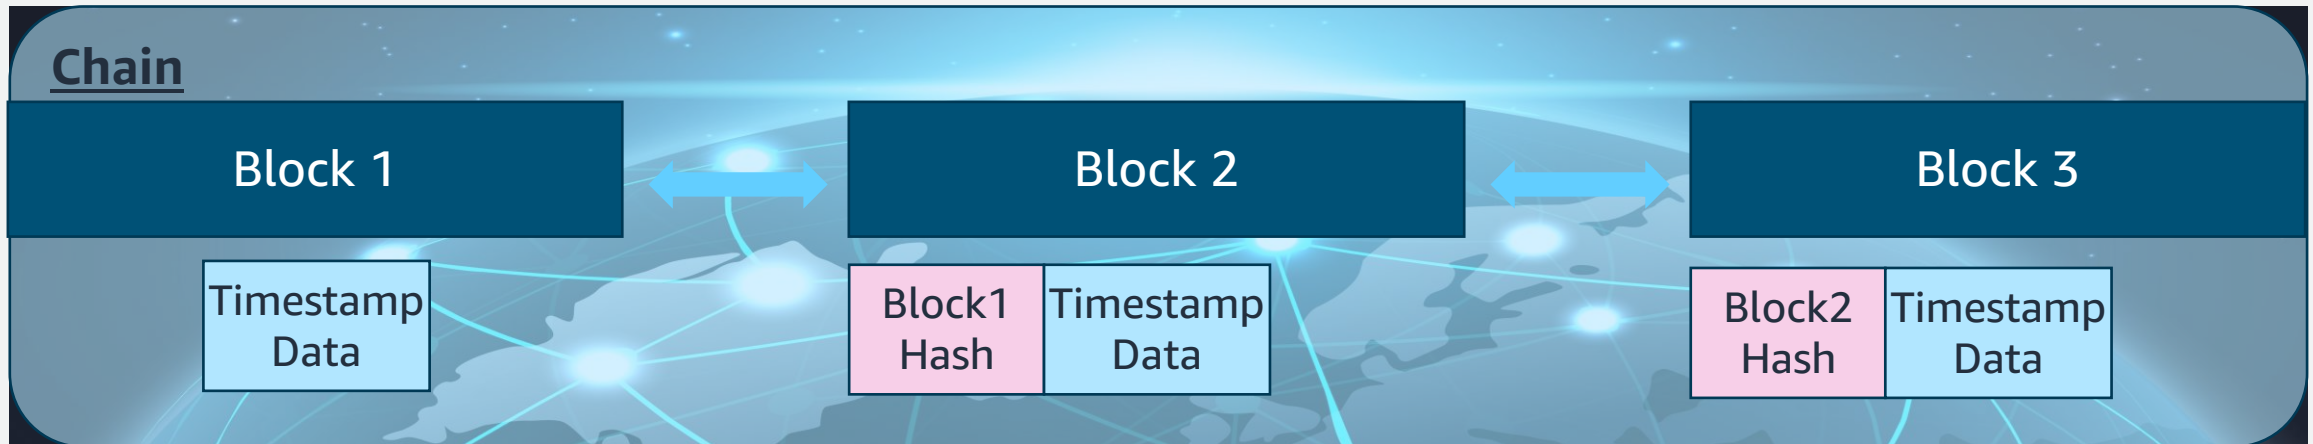 Chain
Block 1
Block 2
Block 3
Timestamp
Data
Block1
Hash
Timestamp
Data
Block2
Hash
Timestamp
Data